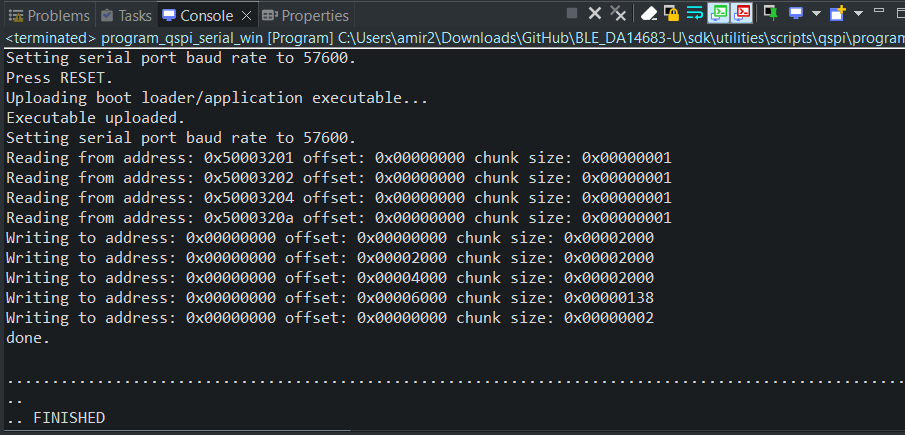 Problems Tasks Console Properties
<terminated> program_qspi_serial_win [Program] C:\Users\amir2\Downloads\GitHub\BLE_DA14683-U\sdk\utilities\scripts\qspi\program
Setting serial port baud rate to 57600.
Press RESET.
Uploading boot loader/application executable...
Executable uploaded.
Setting serial port baud rate to 57600.
Reading from address: 0x50003201 offset: 0x00000000 chunk size: 0x00000001
Reading from address: 0x50003202 offset: 0x00000000 chunk size: 0x00000001
Reading from address: 0x50003204 offset: 0x00000000 chunk size: 0x00000001
Reading from address: 0x5000320a offset: 0x00000000 chunk size: 0x00000001
Writing to address: 0x00000000 offset: 0x00000000 chunk size: 0x00002000
Writing to address: 0x00000000 offset: 0x00002000 chunk size: 0x00002000
Writing to address: 0x00000000 offset: 0x00004000 chunk size: 0x00002000
Writing to address: 0x00000000 offset: 0x00006000 chunk size: 0x00000138
Writing to address: 0x00000000 offset: 0x00000000 chunk size: 0x00000002
done.
....................................................................................................
..
.. FINISHED